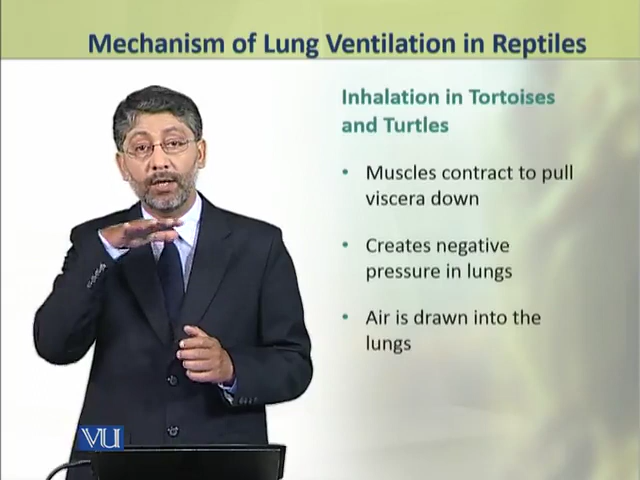 Mechanism of Lung Ventilation in Reptiles
Inhalation in Tortoises
and Turtles
• Muscles contract to pull
viscera down
• Creates negative
pressure in lungs
• Air is drawn into the
lungs
VU